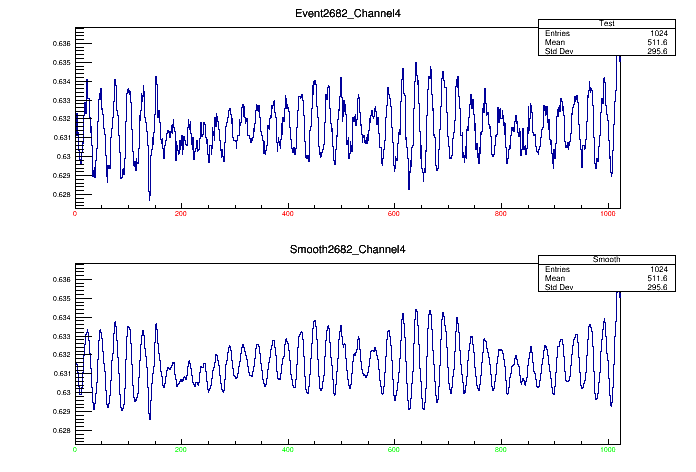 Event2682_Channel4
Test
Entries 1024
Mean 511.6
Std Dev 295.6
0.636
0.635
0.634
0.633
0.632
0.631
0.63
0.629
0.628
0 200 400 600 800 1000
Smooth2682_Channel4
Smooth
Entries 1024
Mean 511.6
Std Dev 295.6
0.636
0.635
0.634
0.633
0.632
0.631
0.63
0.629
0.628
0 200 400 600 800 1000